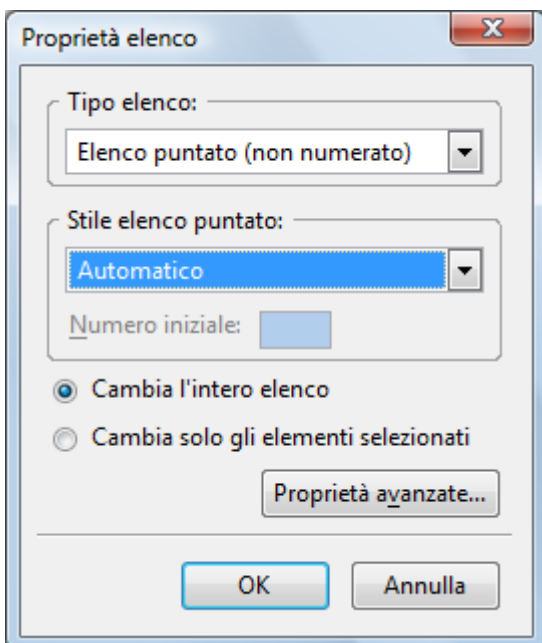 Proprietà elenco
Tipo elenco:
Elenco puntato (non numerato)
Stile elenco puntato:
Automatico
Numero iniziale:
Cambia l'intero elenco
Cambia solo gli elementi selezionati
Proprietà avanzate...
OK
Annulla